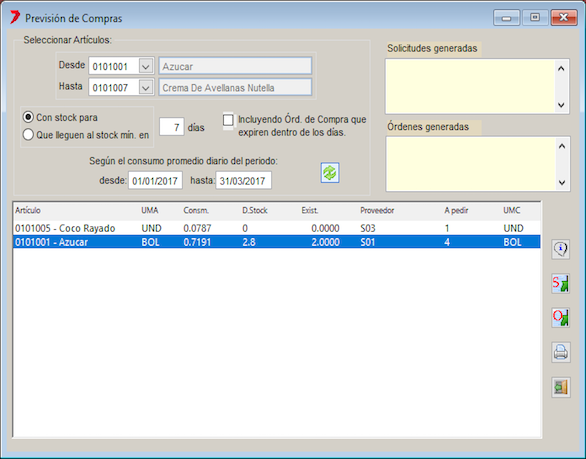 Previsión de Compras
Seleccionar Artículos:
Desde 0101001 Azucar
Hasta 0101007 Crema De Avellanas Nutella
Con stock para
Que lleguen al stock mín. en
7 días
Incluyendo Órd. de Compra que
expiren dentro de los días.
Según el consumo promedio diario del periodo:
desde: 01/01/2017 hasta: 31/03/2017
Solicitudes generadas
Órdenes generadas
Artículo UMA Consm. D.Stock Exist. Proveedor A pedir UMC
0101005 - Coco Rayado UND 0.0787 0 0.0000 S03 1 UND
0101001 - Azucar BOL 0.7191 2.8 2.0000 S01 4 BOL
i
S
O